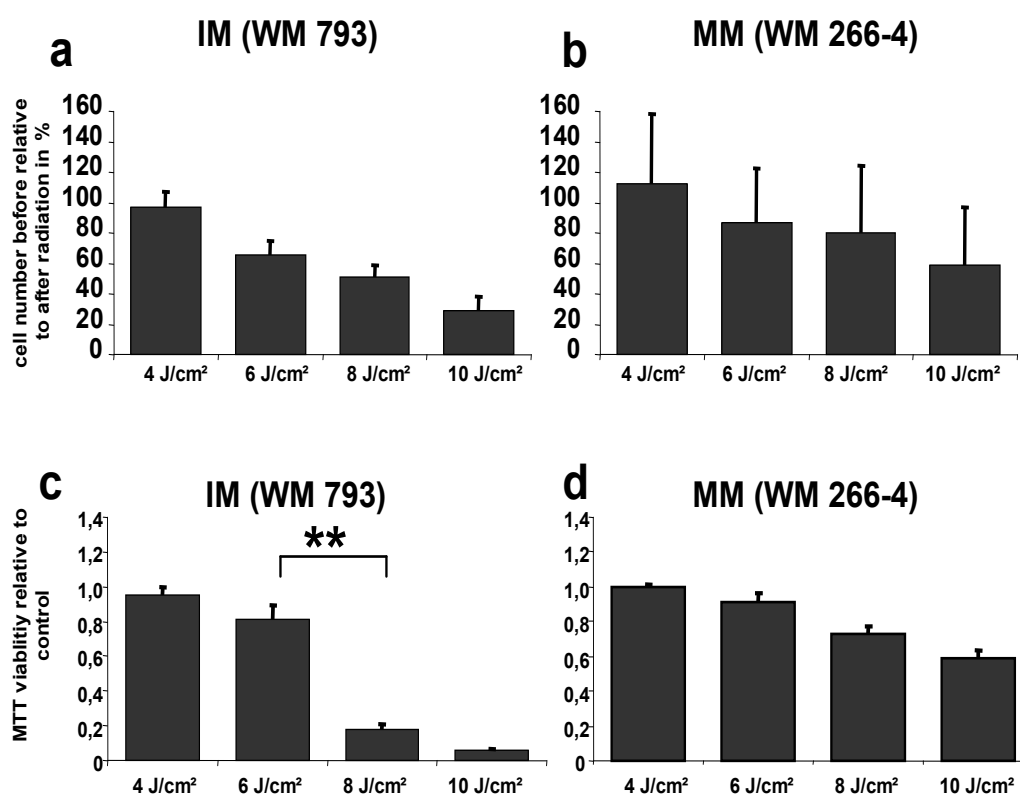 a
IM (WM 793)
cell number before relative
to after radiation in %
160
140
120
100
80
60
40
20
0
4 J/cm²
6 J/cm²
8 J/cm²
10 J/cm²
b
MM (WM 266-4)
160
140
120
100
80
60
40
20
0
4 J/cm²
6 J/cm²
8 J/cm²
10 J/cm²
c
IM (WM 793)
MTT viablitiy relative to
control
1,4
1,2
1,0
0,8
0,6
0,4
0,2
0
**
4 J/cm²
6 J/cm²
8 J/cm²
10 J/cm²
d
MM (WM 266-4)
1,4
1,2
1,0
0,8
0,6
0,4
0,2
0
4 J/cm²
6 J/cm²
8 J/cm²
10 J/cm²